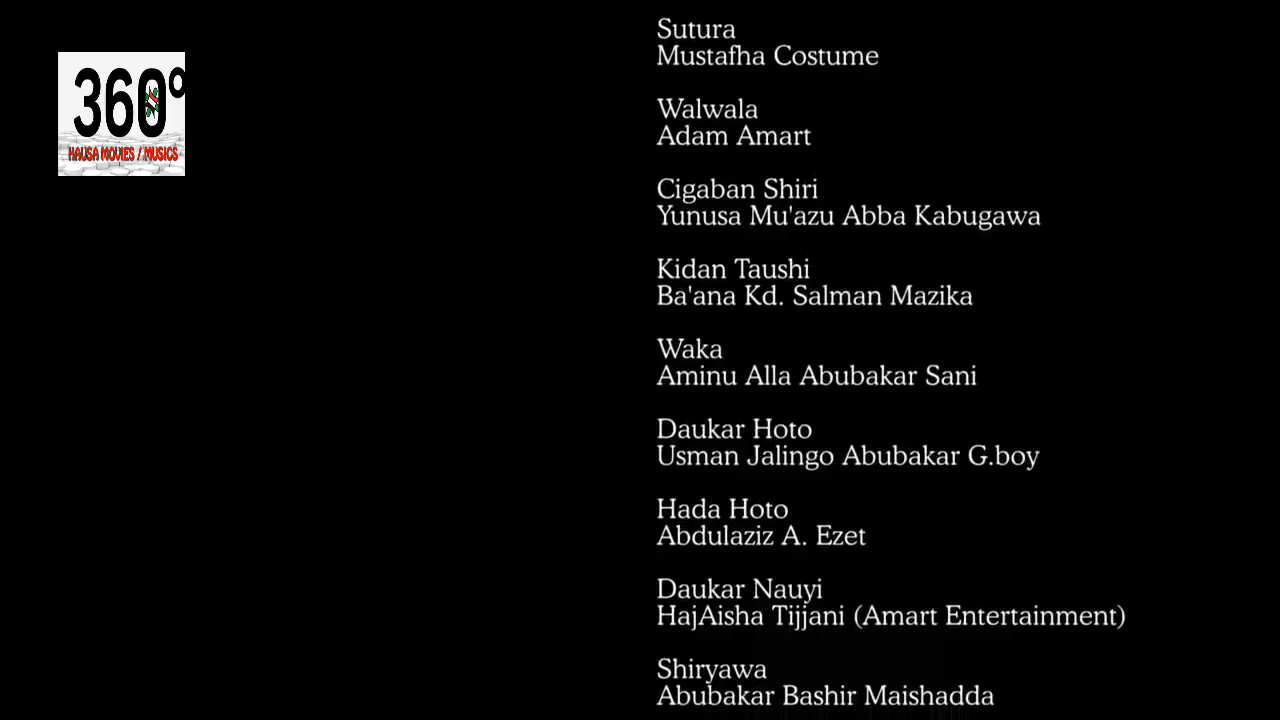 360°
HAUSA MOVIES / MUSICS
Sutura
Mustafha Costume
Walwala
Adam Amart
Cigaban Shiri
Yunusa Mu'azu Abba Kabugawa
Kidan Taushi
Ba'ana Kd. Salman Mazika
Waka
Aminu Alla Abubakar Sani
Daukar Hoto
Usman Jalingo Abubakar G.boy
Hada Hoto
Abdulaziz A. Ezet
Daukar Nauyi
HajAisha Tijjani (Amart Entertainment)
Shiryawa
Abubakar Bashir Maishadda